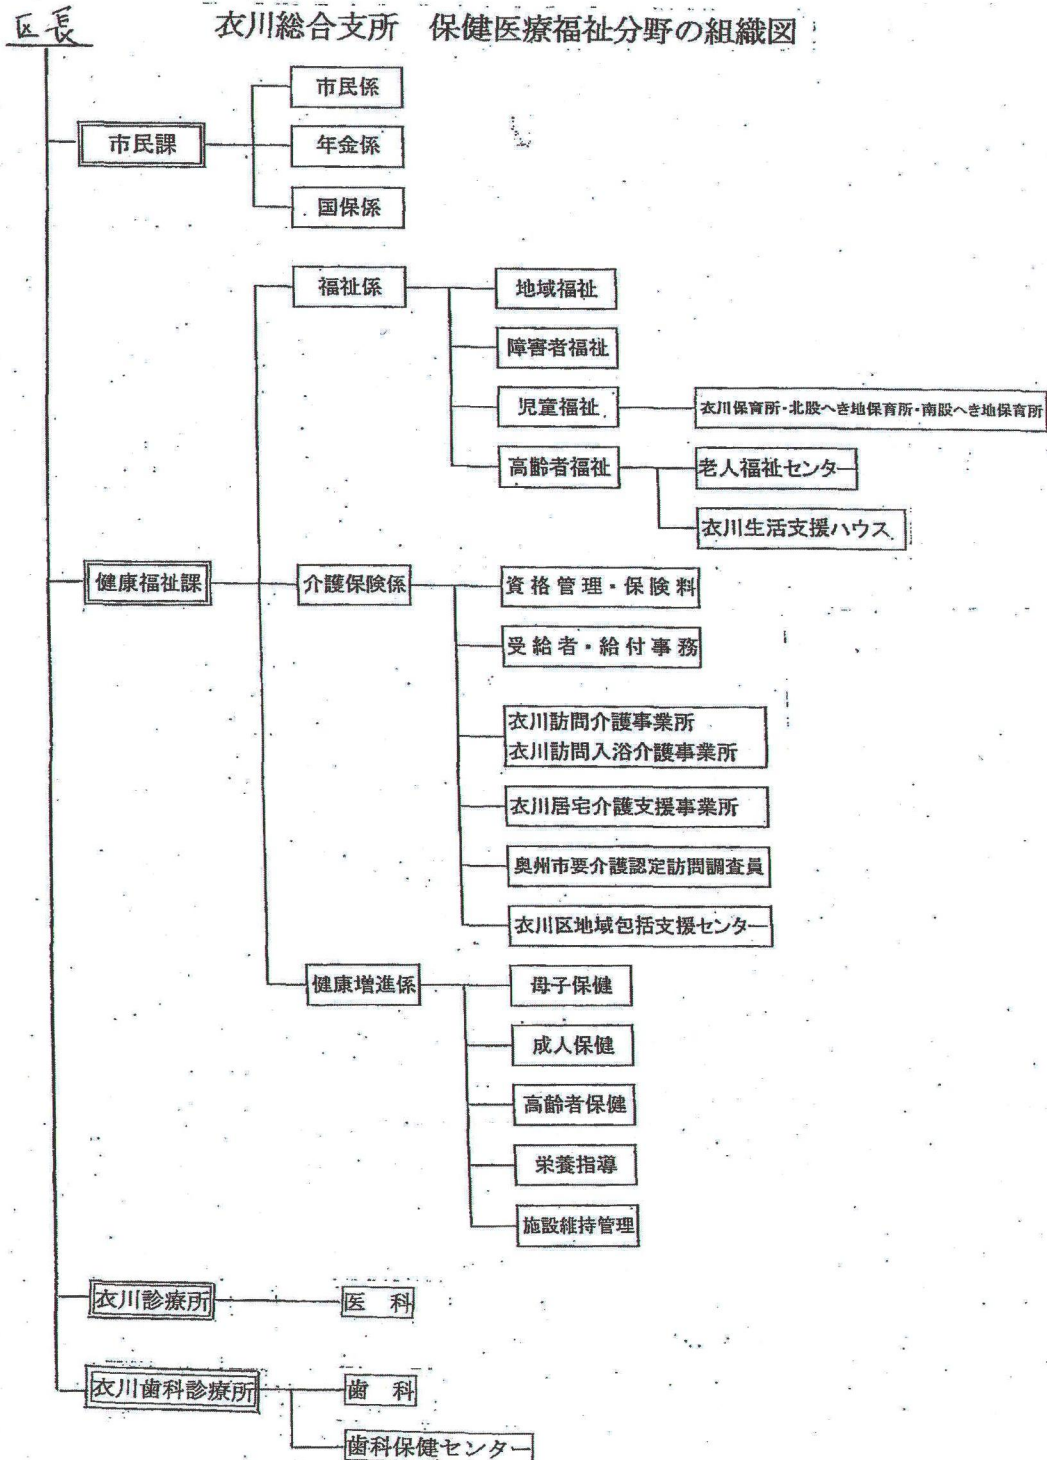 区長
衣川総合支所 保健医療福祉分野の組織図
市民係
市民課
年金係
国保係
福祉係
地域福祉
障害者福祉
児童福祉
衣川保育所・北股へき地保育所・南股へき地保育所
高齢者福祉
老人福祉センター
衣川生活支援ハウス
健康福祉課
介護保険係
資格管理・保険料
受給者・給付事務
衣川訪問介護事業所
衣川訪問入浴介護事業所
衣川居宅介護支援事業所
奥州市要介護認定訪問調査員
衣川区地域包括支援センター
健康増進係
母子保健
成人保健
高齢者保健
栄養指導
施設維持管理
衣川診療所
医 科
衣川歯科診療所
歯 科
歯科保健センター